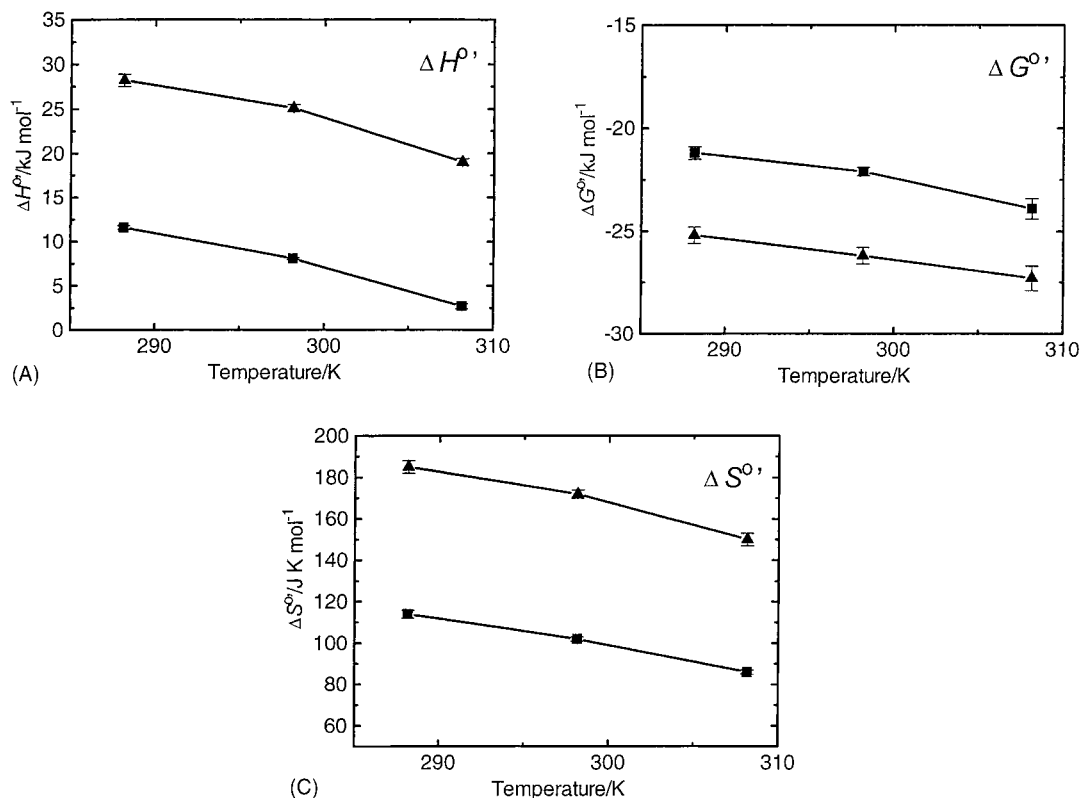 35
30
25
20
15
10
5
0
ΔH°'/kJ mol⁻¹
ΔH°'
290 300 310
Temperature/K
(A)
-15
-20
-25
-30
ΔG°'/kJ mol⁻¹
ΔG°'
290 300 310
Temperature/K
(B)
200
180
160
140
120
100
80
60
ΔS°'/J K mol⁻¹
ΔS°'
290 300 310
Temperature/K
(C)